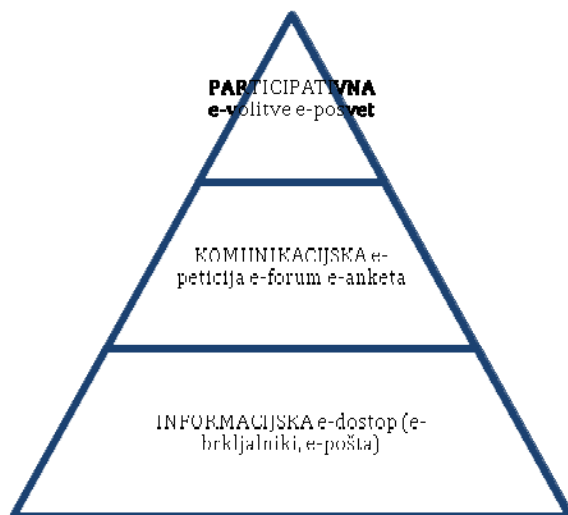 PARTICIPATIVNA
e-volitve e-posvet
KOMUNIKACIJSKA e-
peticija e-forum e-anketa
INFORMACIJSKA e-dostop (e-
brkljalniki, e-pošta)